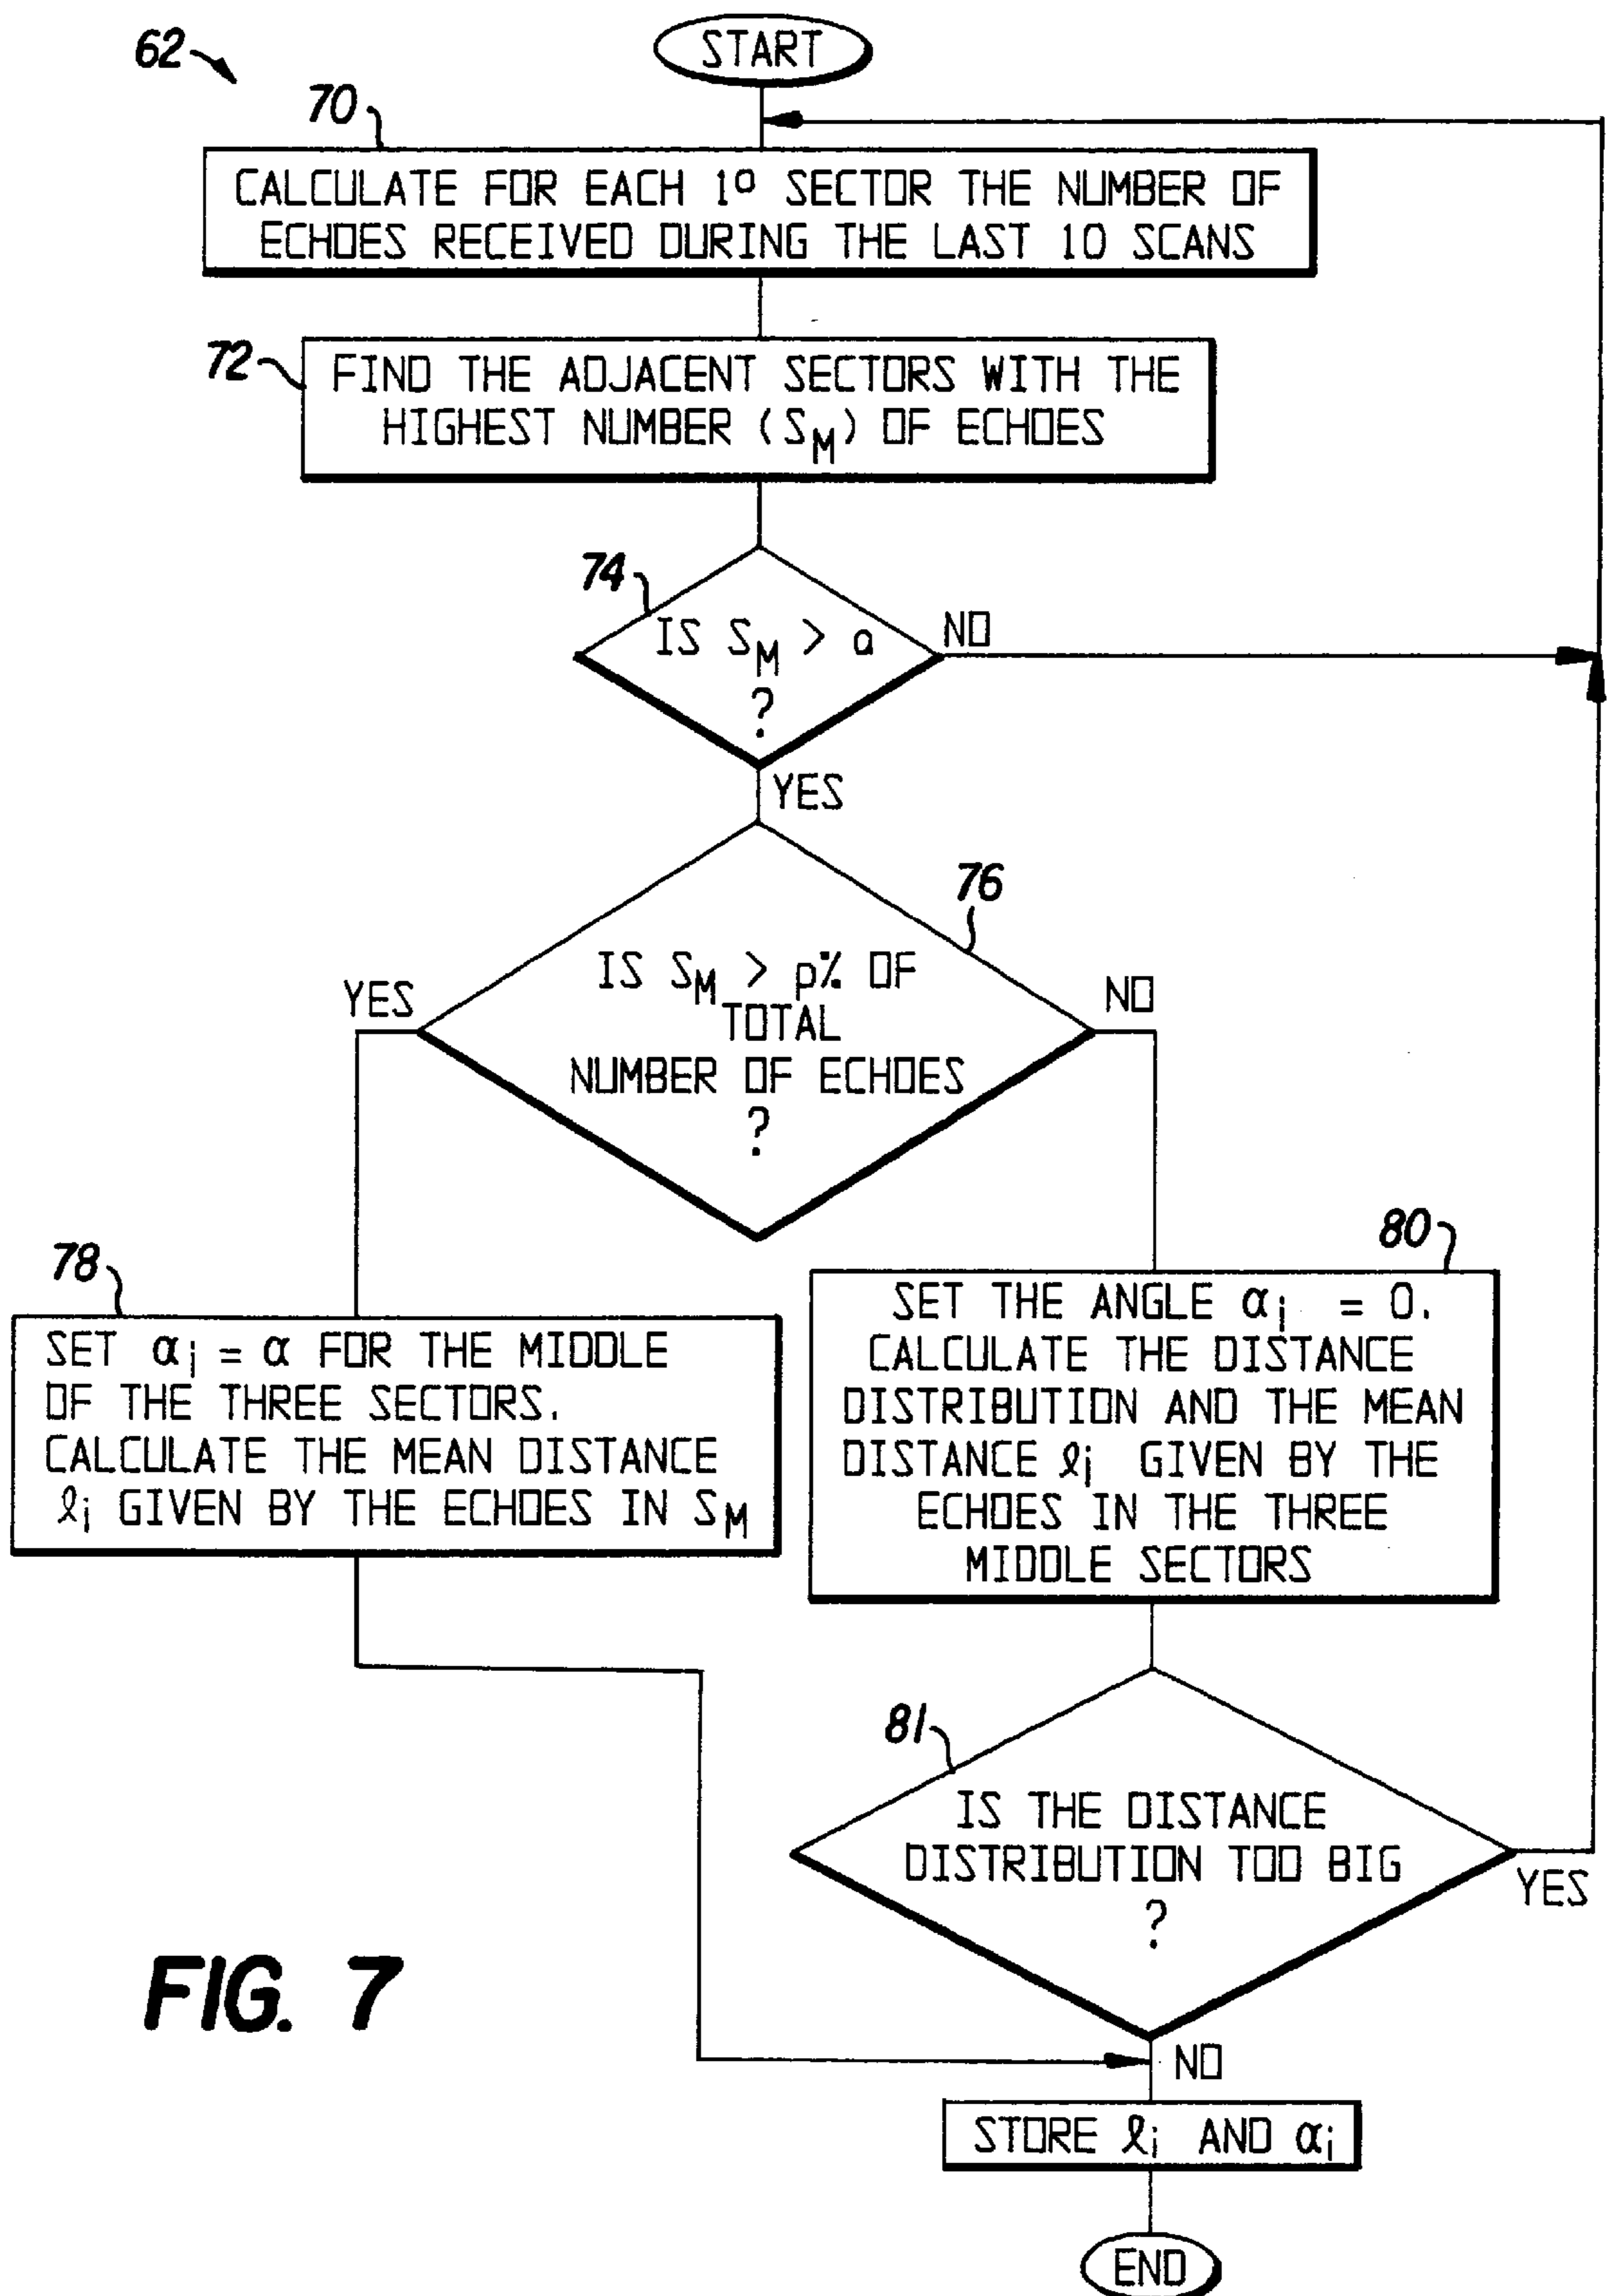 62
START
70
CALCULATE FOR EACH 1º SECTOR THE NUMBER OF
ECHOES RECEIVED DURING THE LAST 10 SCANS
72
FIND THE ADJACENT SECTORS WITH THE
HIGHEST NUMBER (S_M) OF ECHOES
74
IS S_M > a
?
NO
YES
76
IS S_M > p% OF
TOTAL
NUMBER OF ECHOES
?
YES
NO
78
SET α_i = α FOR THE MIDDLE
OF THE THREE SECTORS.
CALCULATE THE MEAN DISTANCE
ℓ_i GIVEN BY THE ECHOES IN S_M
80
SET THE ANGLE α_i = 0.
CALCULATE THE DISTANCE
DISTRIBUTION AND THE MEAN
DISTANCE ℓ_i GIVEN BY THE
ECHOES IN THE THREE
MIDDLE SECTORS
81
IS THE DISTANCE
DISTRIBUTION TOO BIG
?
YES
NO
STORE ℓ_i AND α_i
END
FIG. 7